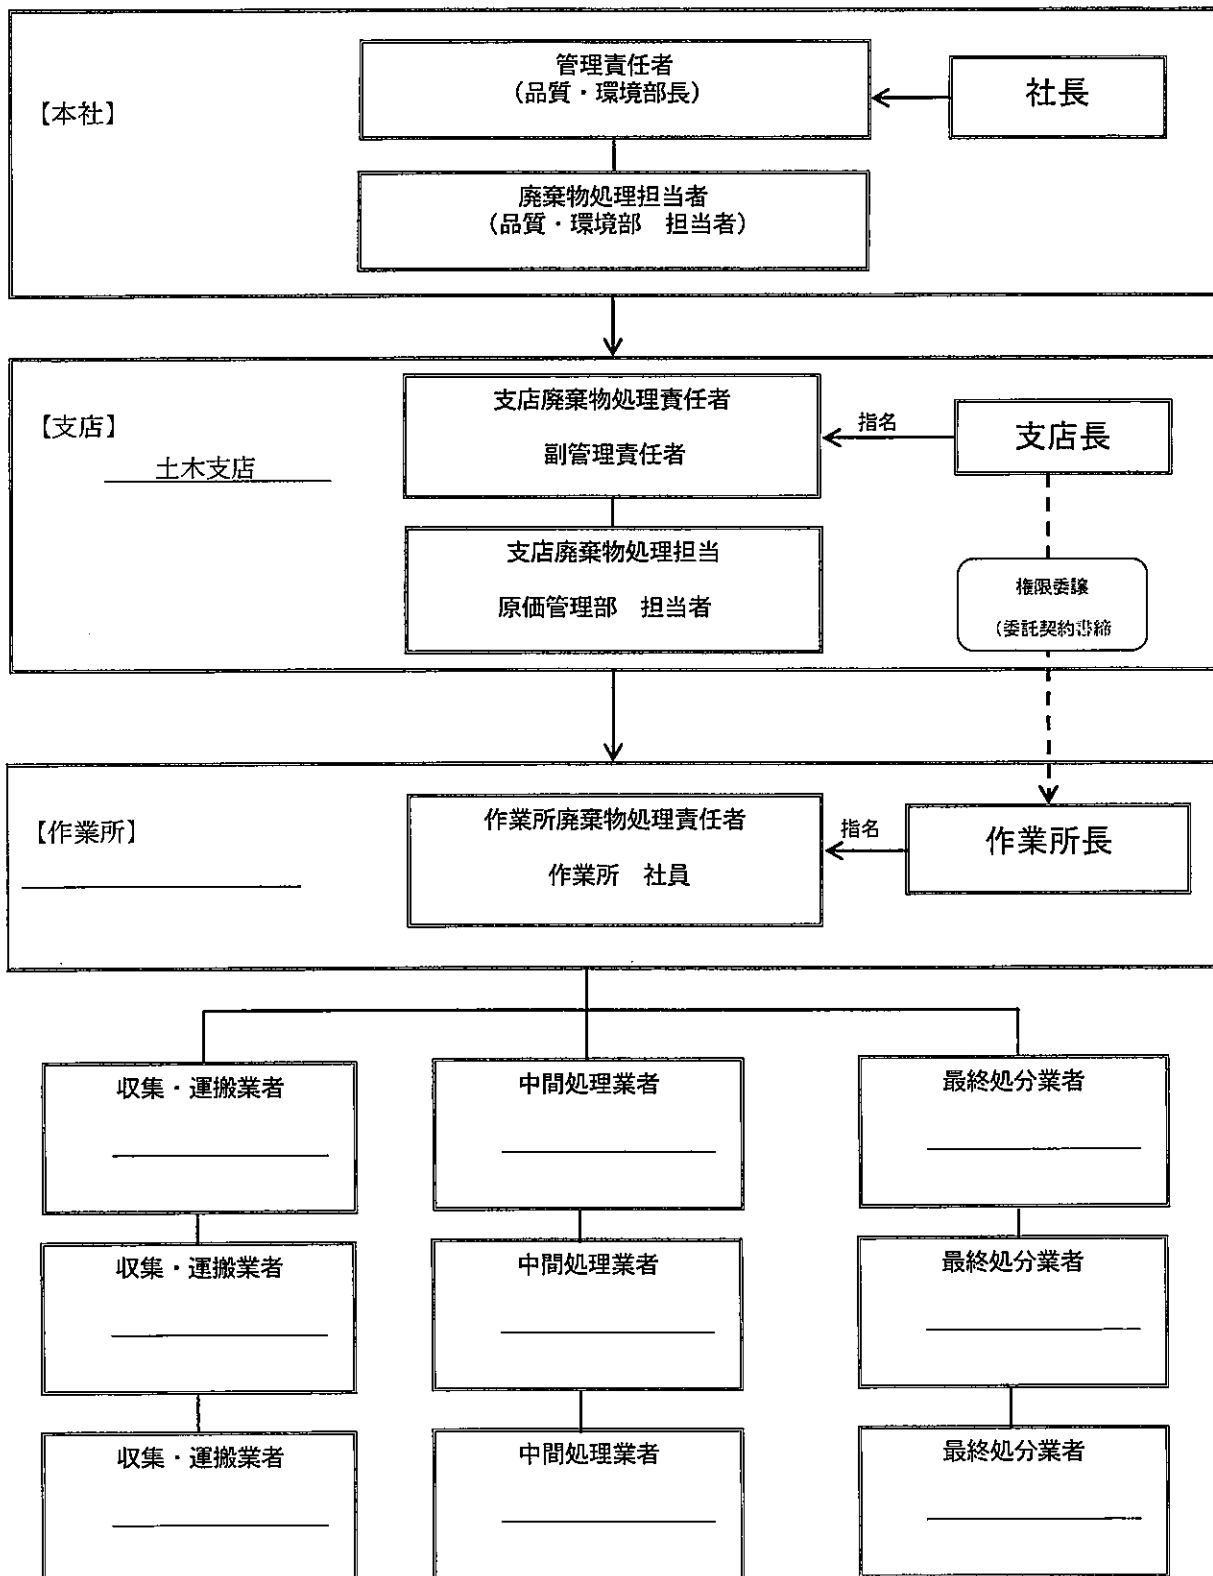 管理責任者
(品質・環境部長)
社長
【本社】
廃棄物処理担当者
(品質・環境部　担当者)
支店廃棄物処理責任者
指名
支店長
【支店】
副管理責任者
土木支店
支店廃棄物処理担当
権限委譲
原価管理部　担当者
(委託契約書締
作業所廃棄物処理責任者
指名
作業所長
【作業所】
作業所　社員
収集・運搬業者
中間処理業者
最終処分業者
収集・運搬業者
中間処理業者
最終処分業者
収集・運搬業者
中間処理業者
最終処分業者